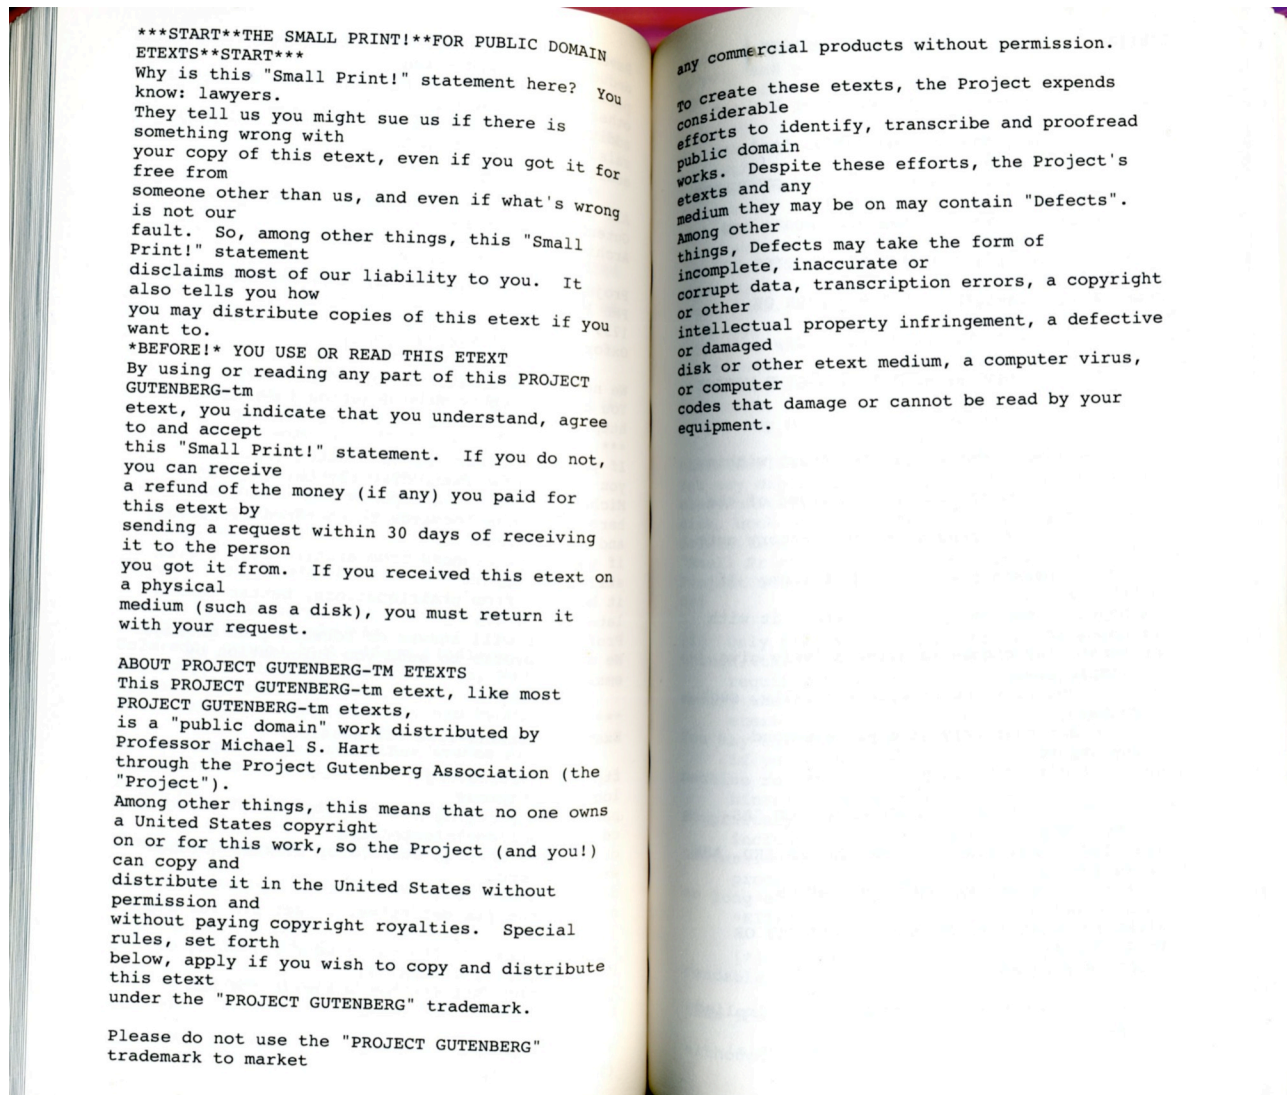 ***START**THE SMALL PRINT!**FOR PUBLIC DOMAIN
ETEXTS**START***
Why is this "Small Print!" statement here?  You
know: lawyers.
They tell us you might sue us if there is
something wrong with
your copy of this etext, even if you got it for
free from
someone other than us, and even if what's wrong
is not our
fault.  So, among other things, this "Small
Print!" statement
disclaims most of our liability to you.  It
also tells you how
you may distribute copies of this etext if you
want to.
*BEFORE!* YOU USE OR READ THIS ETEXT
By using or reading any part of this PROJECT
GUTENBERG-tm
etext, you indicate that you understand, agree
to and accept
this "Small Print!" statement.  If you do not,
you can receive
a refund of the money (if any) you paid for
this etext by
sending a request within 30 days of receiving
it to the person
you got it from.  If you received this etext on
a physical
medium (such as a disk), you must return it
with your request.

ABOUT PROJECT GUTENBERG-TM ETEXTS
This PROJECT GUTENBERG-tm etext, like most
PROJECT GUTENBERG-tm etexts,
is a "public domain" work distributed by
Professor Michael S. Hart
through the Project Gutenberg Association (the
"Project").
Among other things, this means that no one owns
a United States copyright
on or for this work, so the Project (and you!)
can copy and
distribute it in the United States without
permission and
without paying copyright royalties.  Special
rules, set forth
below, apply if you wish to copy and distribute
this etext
under the "PROJECT GUTENBERG" trademark.

Please do not use the "PROJECT GUTENBERG"
trademark to market
any commercial products without permission.

To create these etexts, the Project expends
considerable
efforts to identify, transcribe and proofread
public domain
works.  Despite these efforts, the Project's
etexts and any
medium they may be on may contain "Defects".
Among other
things, Defects may take the form of
incomplete, inaccurate or
corrupt data, transcription errors, a copyright
or other
intellectual property infringement, a defective
or damaged
disk or other etext medium, a computer virus,
or computer
codes that damage or cannot be read by your
equipment.